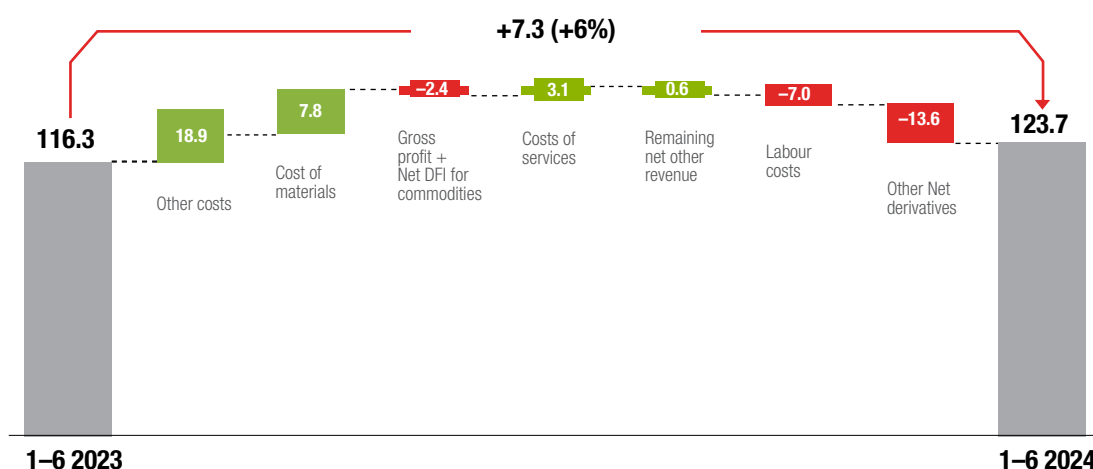 +7.3 (+6%)
116.3
18.9
Other costs
7.8
Cost of
materials
–2.4
Gross
profit +
Net DFI for
commodities
3.1
Costs of
services
0.6
Remaining
net other
revenue
–7.0
Labour
costs
–13.6
Other Net
derivatives
123.7
1–6 2023
1–6 2024